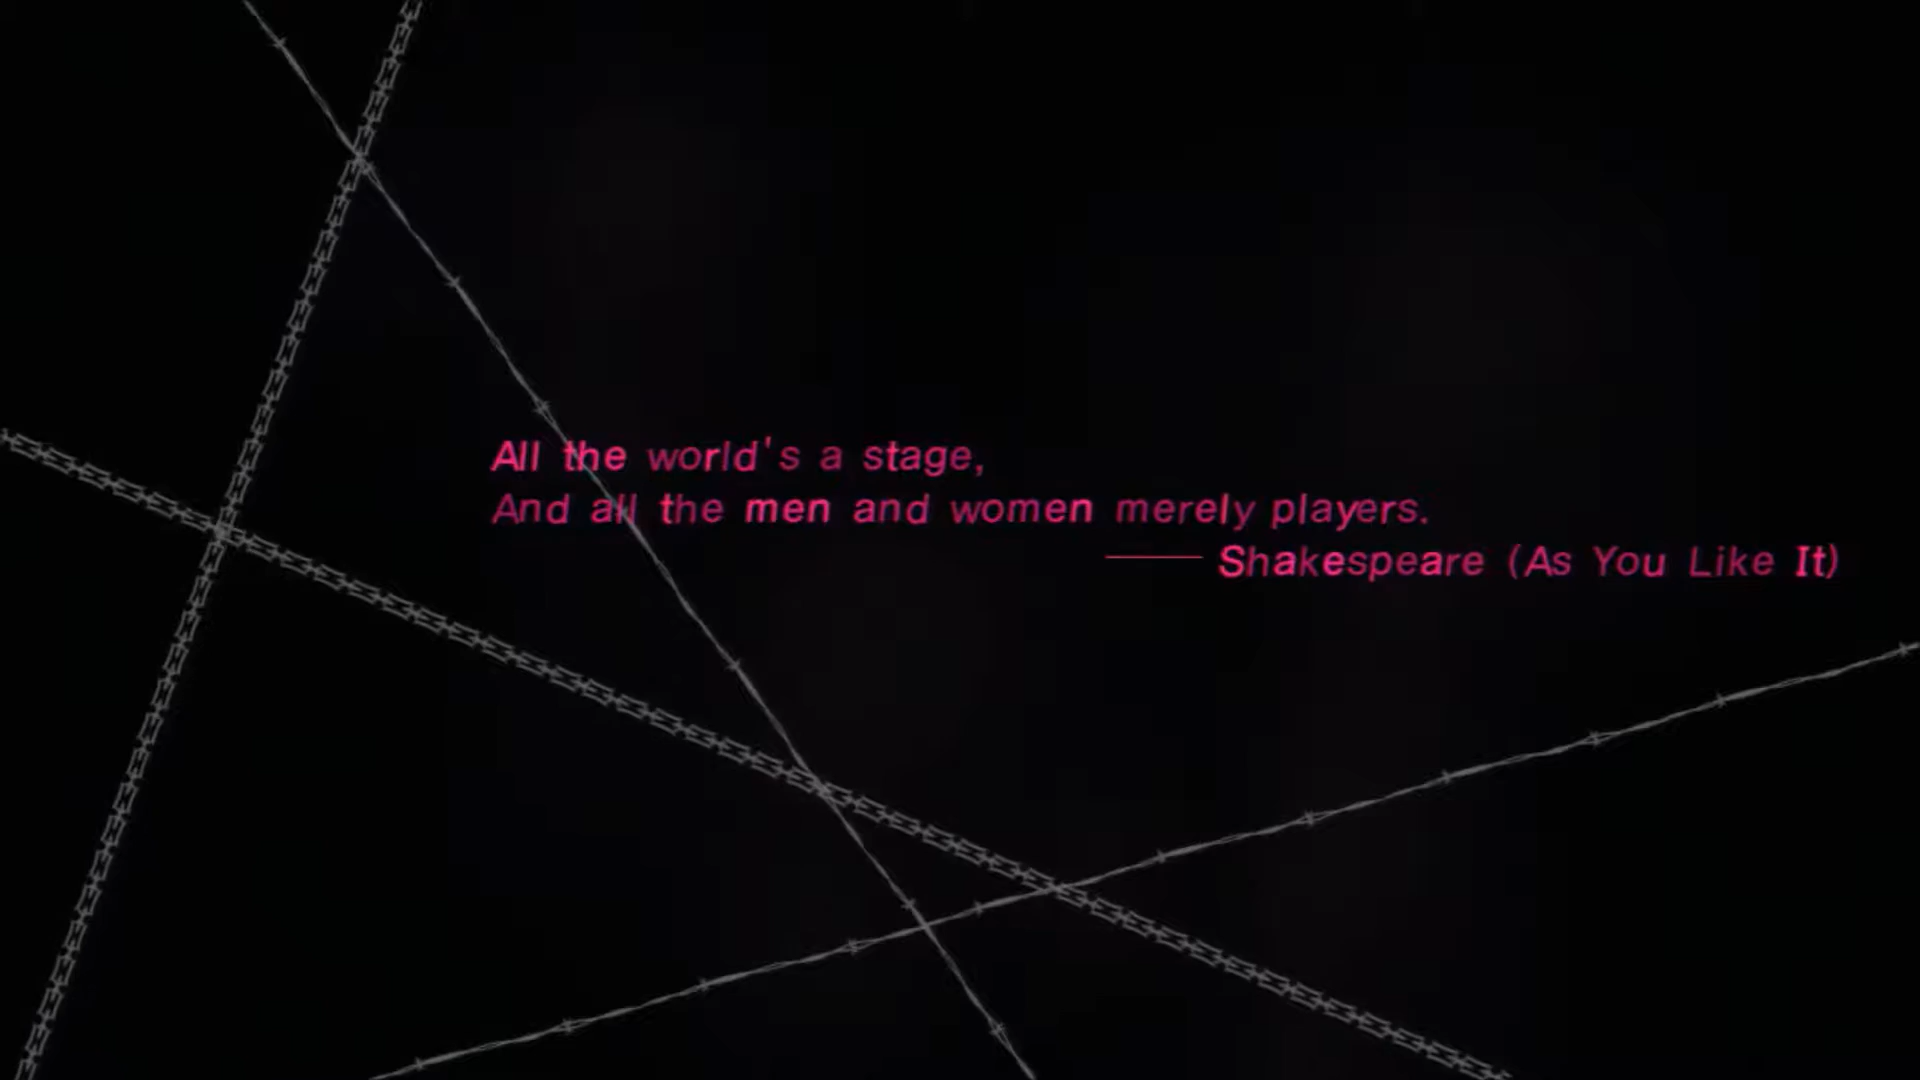 All the world's a stage,
And all the men and women merely players.
—— Shakespeare (As You Like It)